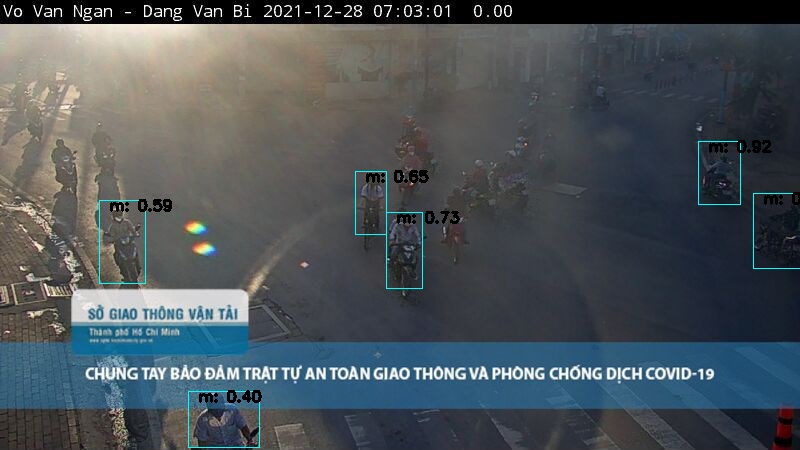 Vo Van Ngan - Dang Van Bi 2021-12-28 07:03:01 0.00
m: 0.92
m: 0.65
m: 0
m: 0.59
m: 0.73
SỞ GIAO THÔNG VẬN TẢI
Thành phố Hồ Chí Minh
CHUNG TAY BẢO ĐẢM TRẬT TỰ AN TOÀN GIAO THÔNG VÀ PHÒNG CHỐNG DỊCH COVID-19
m: 0.40